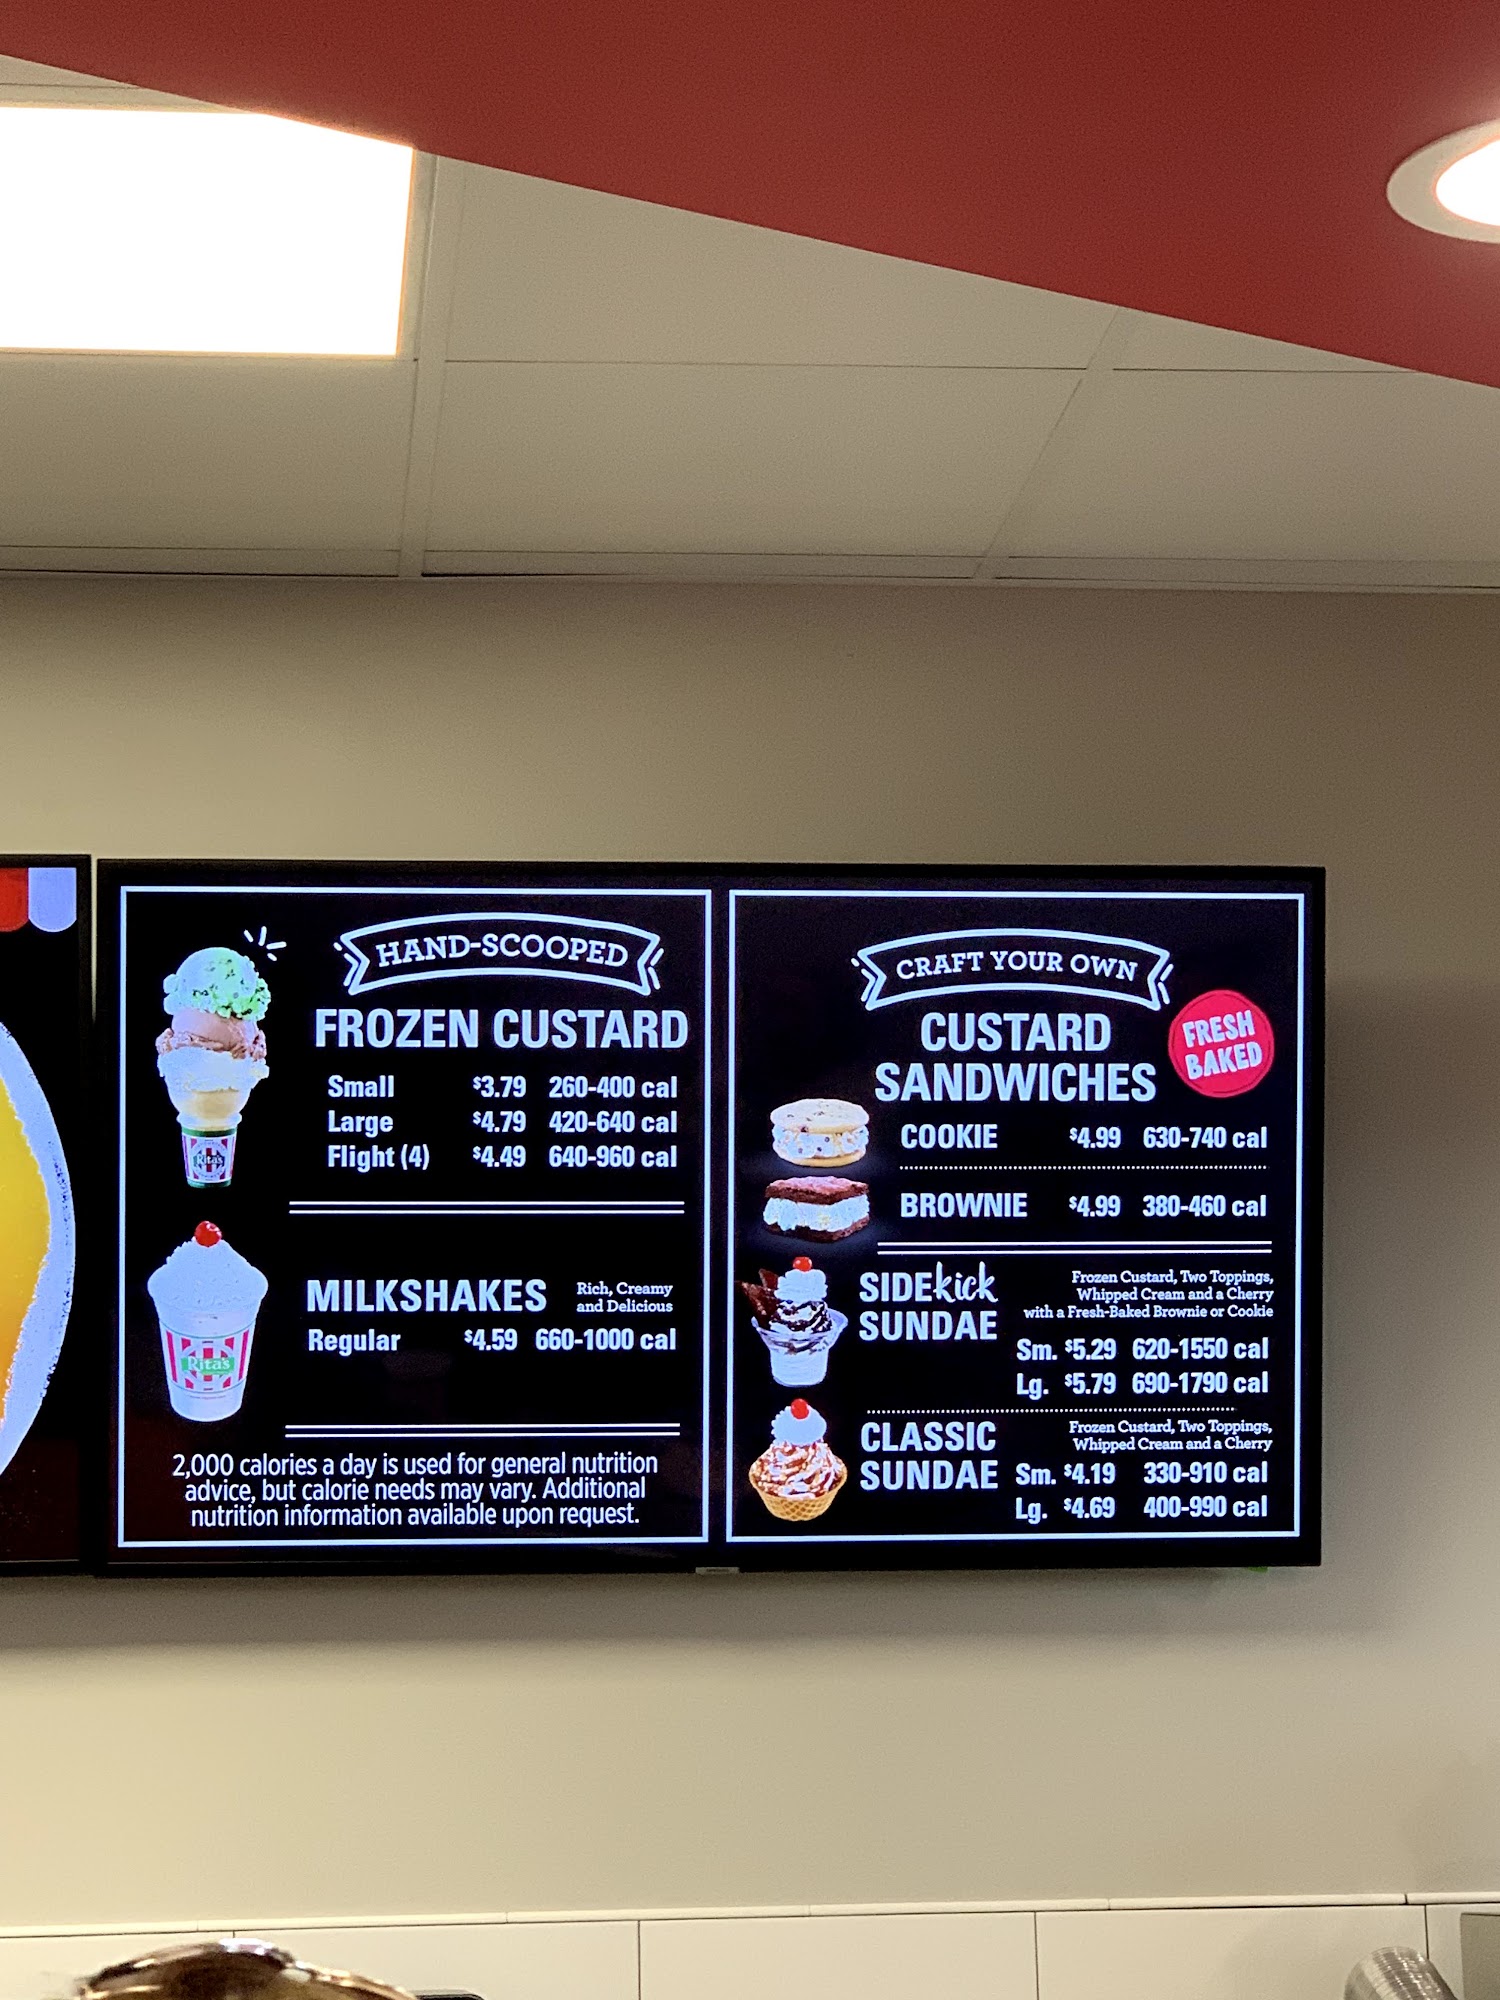 HAND-SCOOPED
FROZEN CUSTARD
Small $3.79 260-400 cal
Large $4.79 420-640 cal
Flight (4) $4.49 640-960 cal
Rita's
MILKSHAKES Rich, Creamy
and Delicious
Regular $4.59 660-1000 cal
Rita's
2,000 calories a day is used for general nutrition
advice, but calorie needs may vary. Additional
nutrition information available upon request.
CRAFT YOUR OWN
CUSTARD
SANDWICHES
FRESH
BAKED
COOKIE $4.99 630-740 cal
BROWNIE $4.99 380-460 cal
SIDEkick
SUNDAE
Frozen Custard, Two Toppings,
Whipped Cream and a Cherry
with a Fresh-Baked Brownie or Cookie
Sm. $5.29 620-1550 cal
Lg. $5.79 690-1790 cal
CLASSIC
SUNDAE
Frozen Custard, Two Toppings,
Whipped Cream and a Cherry
Sm. $4.19 330-910 cal
Lg. $4.69 400-990 cal